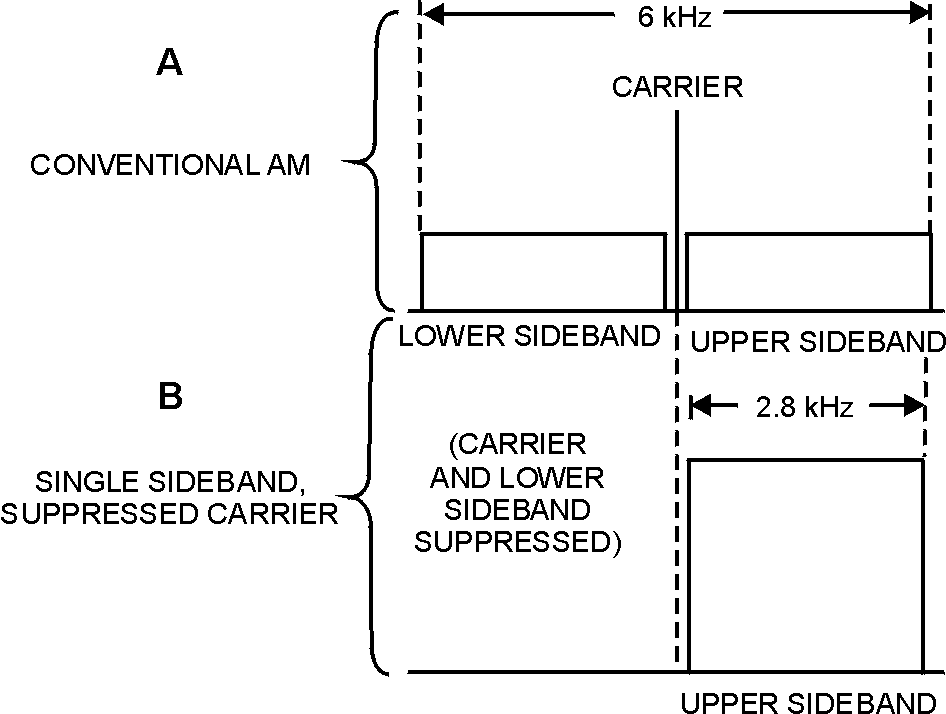 6 kHz
A
CARRIER
CONVENTIONAL AM
LOWER SIDEBAND
UPPER SIDEBAND
B
2.8 kHz
(CARRIER
AND LOWER
SIDEBAND
SUPPRESSED)
SINGLE SIDEBAND,
SUPPRESSED CARRIER
UPPER SIDEBAND